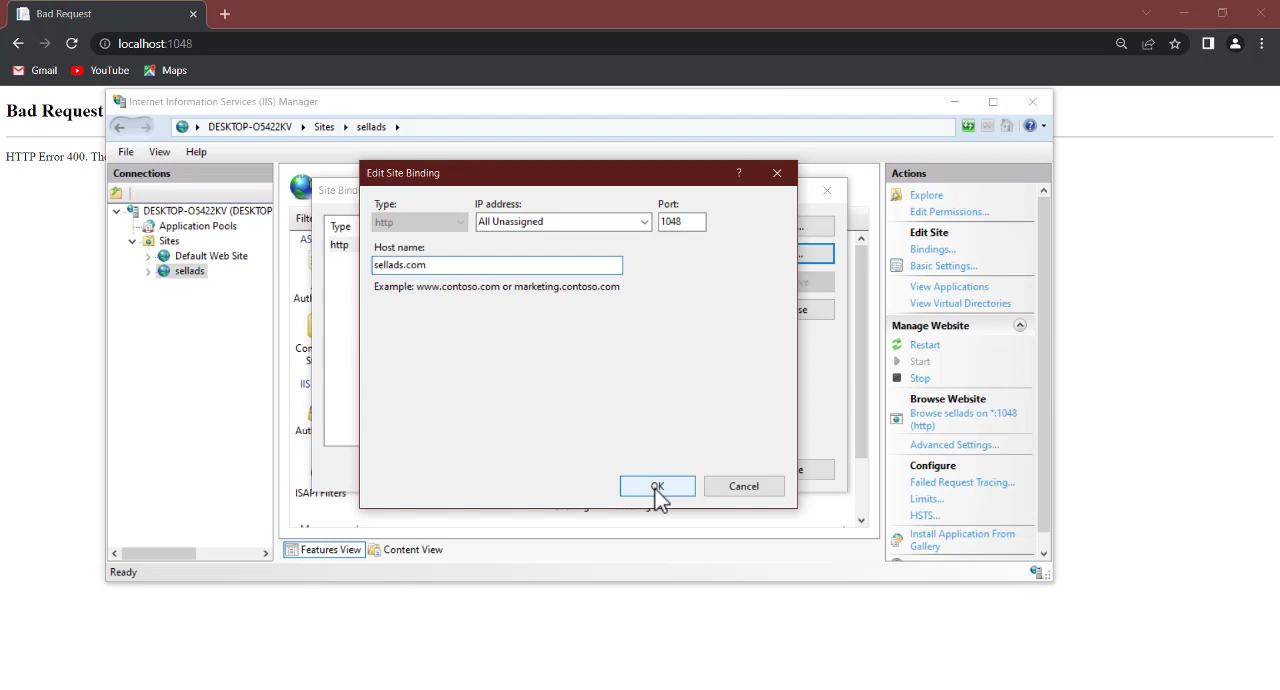 Bad Request
localhost:1048
Gmail
YouTube
Maps
Bad Request
HTTP Error 400. The
Internet Information Services (IIS) Manager
DESKTOP-O5422KV
Sites
sellads
File
View
Help
Connections
DESKTOP-O5422KV (DESKTOP
Application Pools
Sites
Default Web Site
sellads
Site Bind
Type
http
ISAPI Filters
Edit Site Binding
?
Type:
IP address:
Port:
http
All Unassigned
1048
Host name:
sellads.com
Example: www.contoso.com or marketing.contoso.com
OK
Cancel
Features View
Content View
Actions
Explore
Edit Permissions...
Edit Site
Bindings...
Basic Settings...
View Applications
View Virtual Directories
Manage Website
Restart
Start
Stop
Browse Website
Browse sellads on *:1048
(http)
Advanced Settings...
Configure
Failed Request Tracing...
Limits...
HSTS...
Install Application From
Gallery
Ready